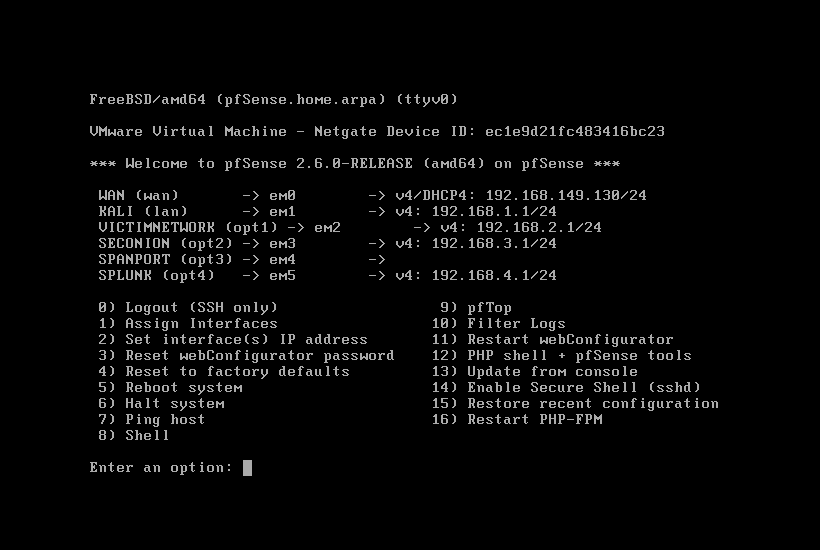 FreeBSD/amd64 (pfSense.home.arpa) (ttyv0)
VMware Virtual Machine - Netgate Device ID: ec1e9d21fc483416bc23
*** Welcome to pfSense 2.6.0-RELEASE (amd64) on pfSense ***
WAN (wan)       -> em0        -> v4/DHCP4: 192.168.149.130/24
KALI (lan)      -> em1        -> v4: 192.168.1.1/24
VICTIMNETWORK (opt1) -> em2        -> v4: 192.168.2.1/24
SECONION (opt2) -> em3        -> v4: 192.168.3.1/24
SPANPORT (opt3) -> em4        ->
SPLUNK (opt4)   -> em5        -> v4: 192.168.4.1/24
0) Logout (SSH only)                  9) pfTop
1) Assign Interfaces                 10) Filter Logs
2) Set interface(s) IP address       11) Restart webConfigurator
3) Reset webConfigurator password    12) PHP shell + pfSense tools
4) Reset to factory defaults         13) Update from console
5) Reboot system                     14) Enable Secure Shell (sshd)
6) Halt system                       15) Restore recent configuration
7) Ping host                         16) Restart PHP-FPM
8) Shell
Enter an option: